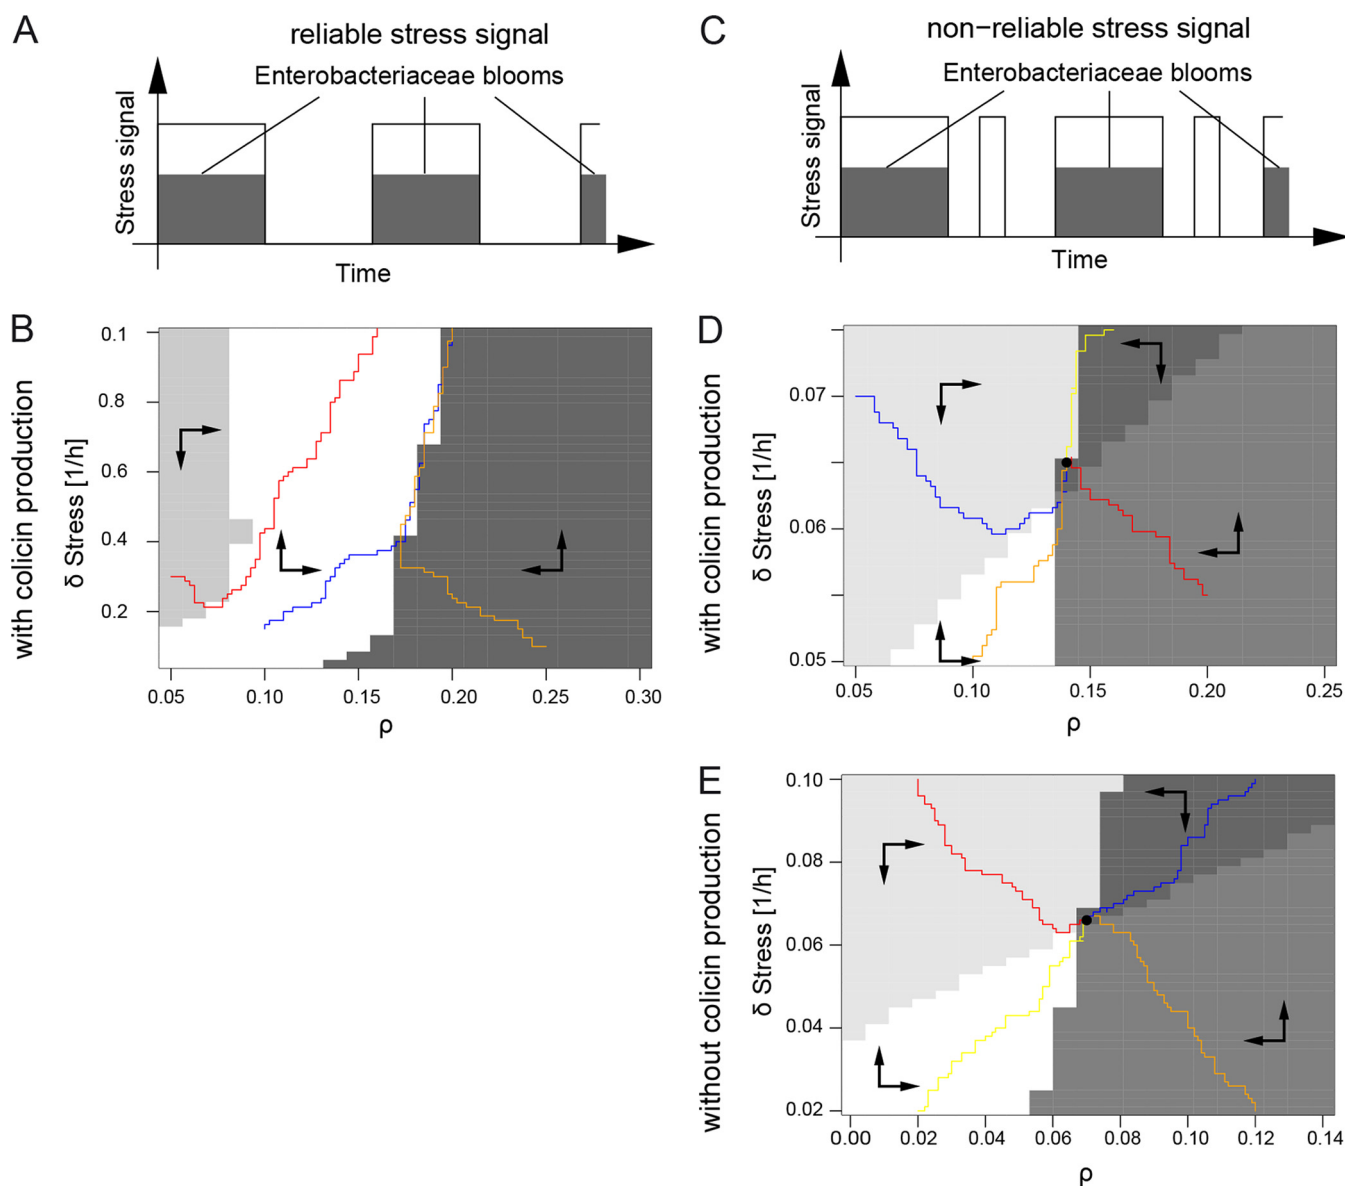 A
reliable stress signal
Enterobacteriaceae blooms
Stress signal
Time
C
non−reliable stress signal
Enterobacteriaceae blooms
Stress signal
Time
B
with colicin production
δ Stress [1/h]
0.1
0.8
0.6
0.4
0.2
0.05 0.10 0.15 0.20 0.25 0.30
ρ
D
with colicin production
δ Stress [1/h]
0.07
0.06
0.05
0.05 0.10 0.15 0.20 0.25
ρ
E
without colicin production
δ Stress [1/h]
0.10
0.08
0.06
0.04
0.02
0.00 0.02 0.04 0.06 0.08 0.10 0.12 0.14
ρ